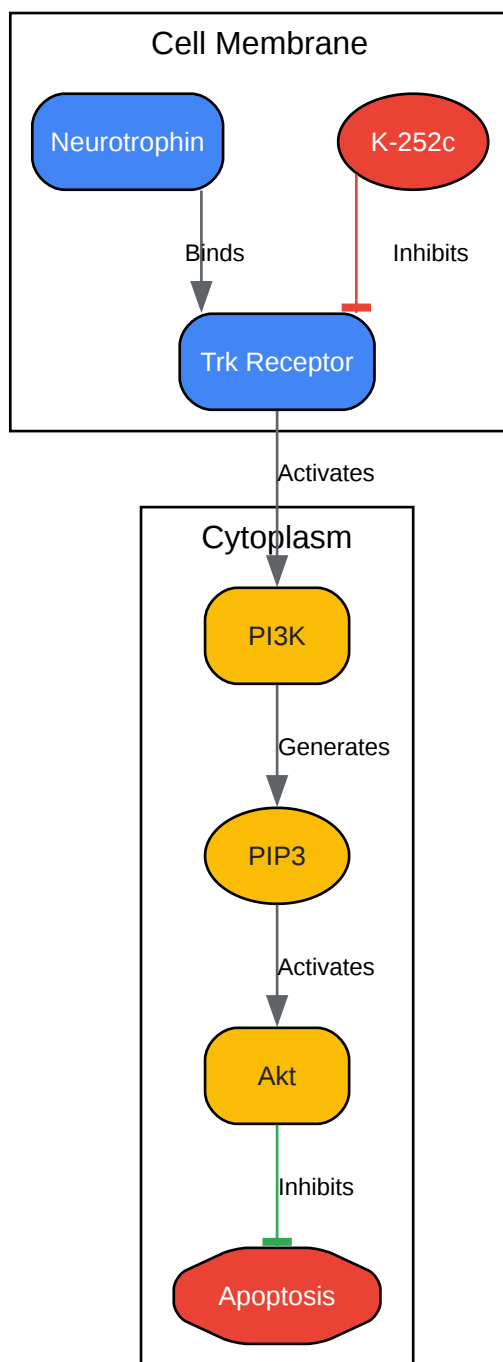 Cell Membrane
Neurotrophin
K-252c
Binds
Inhibits
Trk Receptor
Activates
Cytoplasm
PI3K
Generates
PIP3
Activates
Akt
Inhibits
Apoptosis